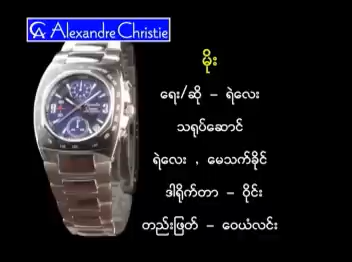 CA Alexandre Christie
မိုး
ရေး/ဆို – ရဲလေး
သရုပ်ဆောင်
ရဲလေး , မေသက်ခိုင်
ဒါရိုက်တာ – ဝိုင်း
တည်းဖြတ် – ဝေယံလင်း